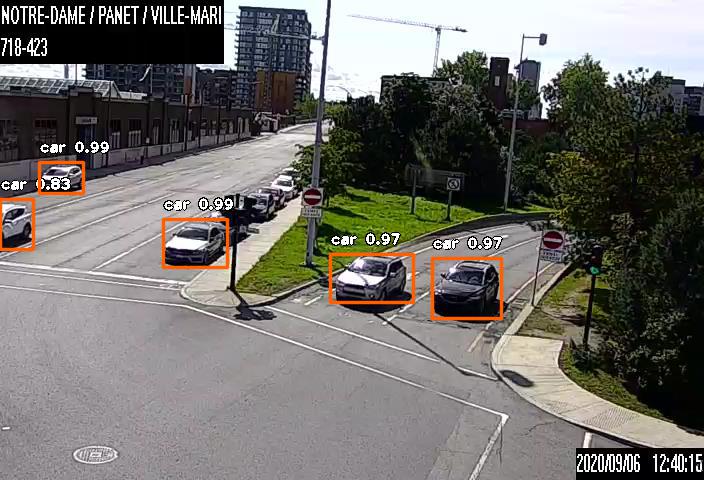 NOTRE-DAME / PANET / VILLE-MARI
718-423
car 0.99
car 0.83
car 0.99
car 0.97
car 0.97
2020/09/06 12:40:15